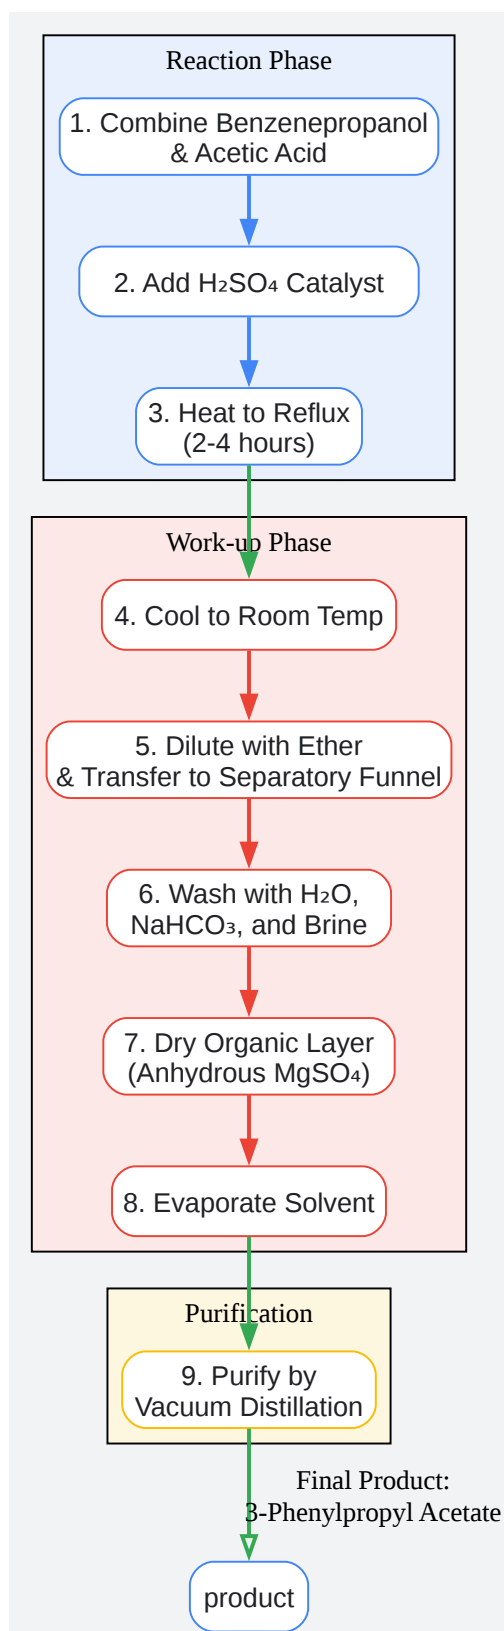 Reaction Phase
1. Combine Benzenepropanol
& Acetic Acid
2. Add H₂SO₄ Catalyst
3. Heat to Reflux
(2-4 hours)
Work-up Phase
4. Cool to Room Temp
5. Dilute with Ether
& Transfer to Separatory Funnel
6. Wash with H₂O,
NaHCO₃, and Brine
7. Dry Organic Layer
(Anhydrous MgSO₄)
8. Evaporate Solvent
Purification
9. Purify by
Vacuum Distillation
Final Product:
3-Phenylpropyl Acetate
product